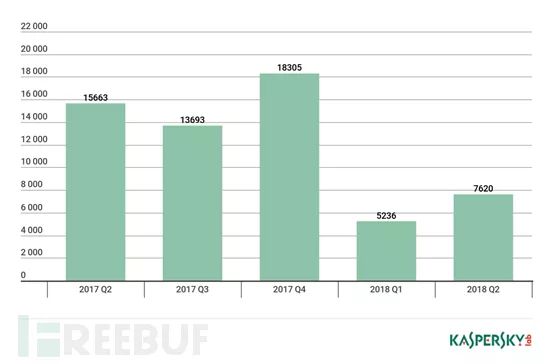 22 000
20 000
18 000
16 000
14 000
12 000
10 000
8 000
6 000
4 000
2 000
0
15663
13693
18305
5236
7620
2017 Q2
2017 Q3
2017 Q4
2018 Q1
2018 Q2
FREEBUF
KASPERSKY lab